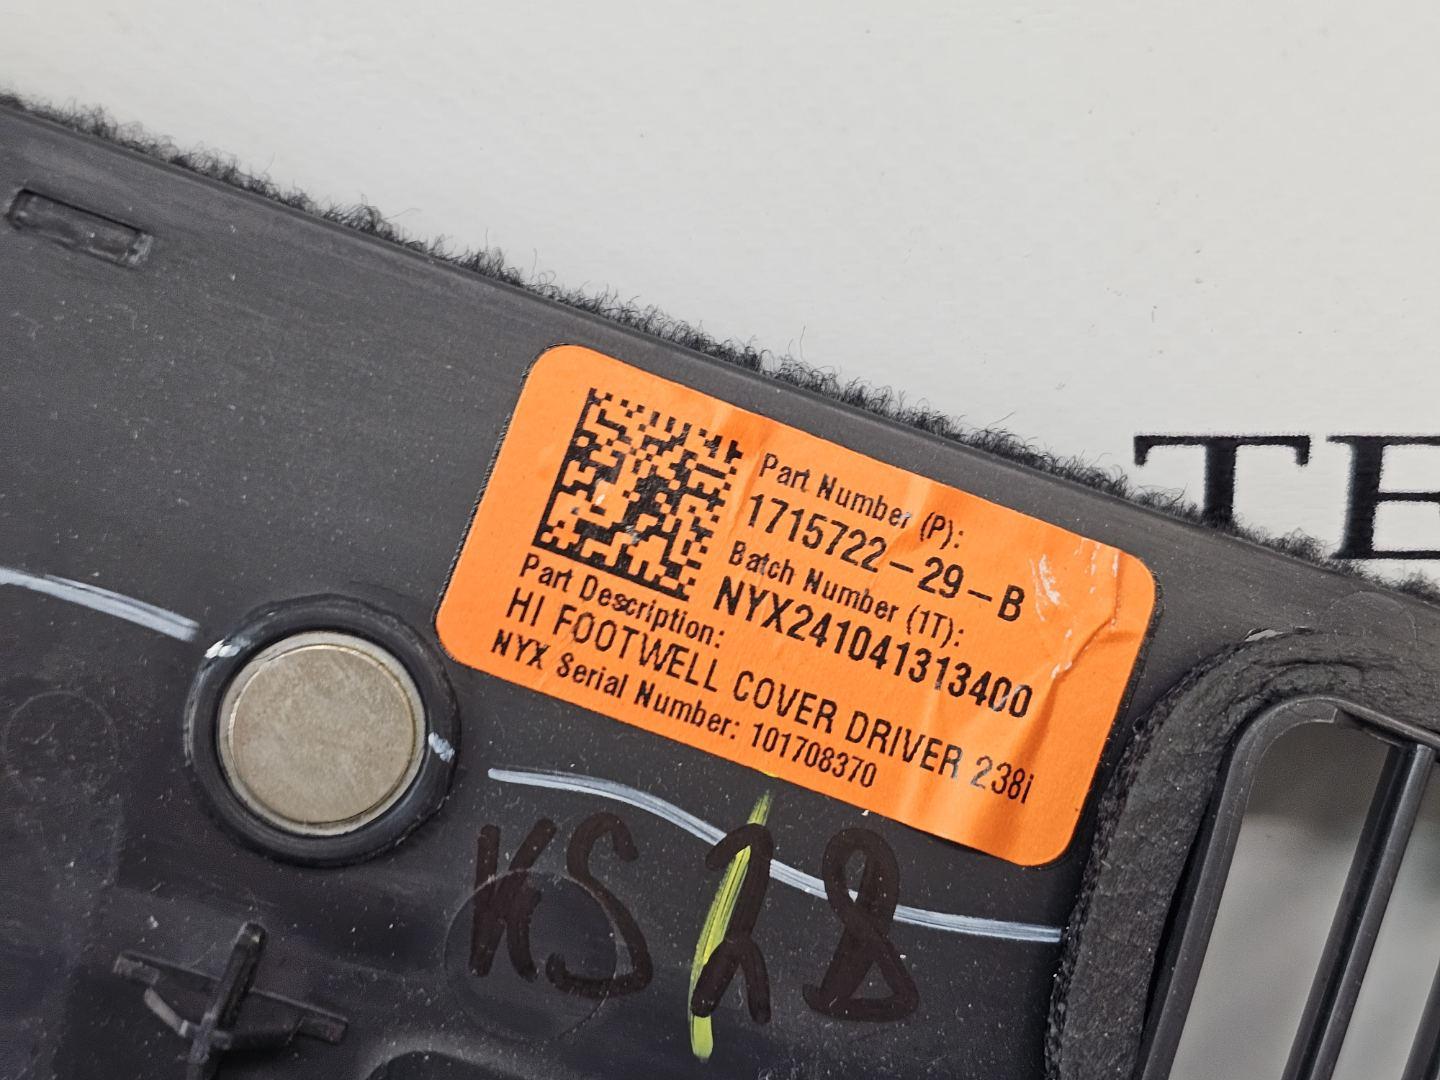 Part Number (P):
1715722-29-B
Batch Number (1T):
NYX241041313400
Part Description:
HI FOOTWELL COVER DRIVER 238i
NYX Serial Number: 101708370
KS28
TE